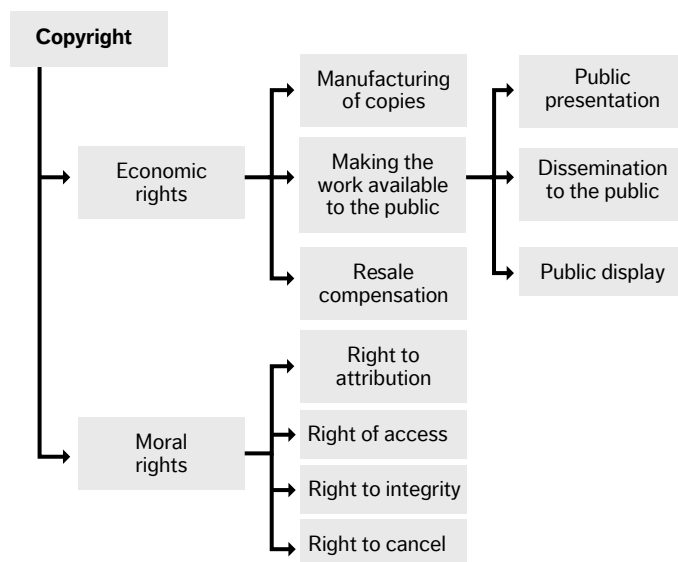 Copyright
Economic
rights
Manufacturing
of copies
Making the
work available
to the public
Resale
compensation
Public
presentation
Dissemination
to the public
Public display
Moral
rights
Right to
attribution
Right of access
Right to integrity
Right to cancel